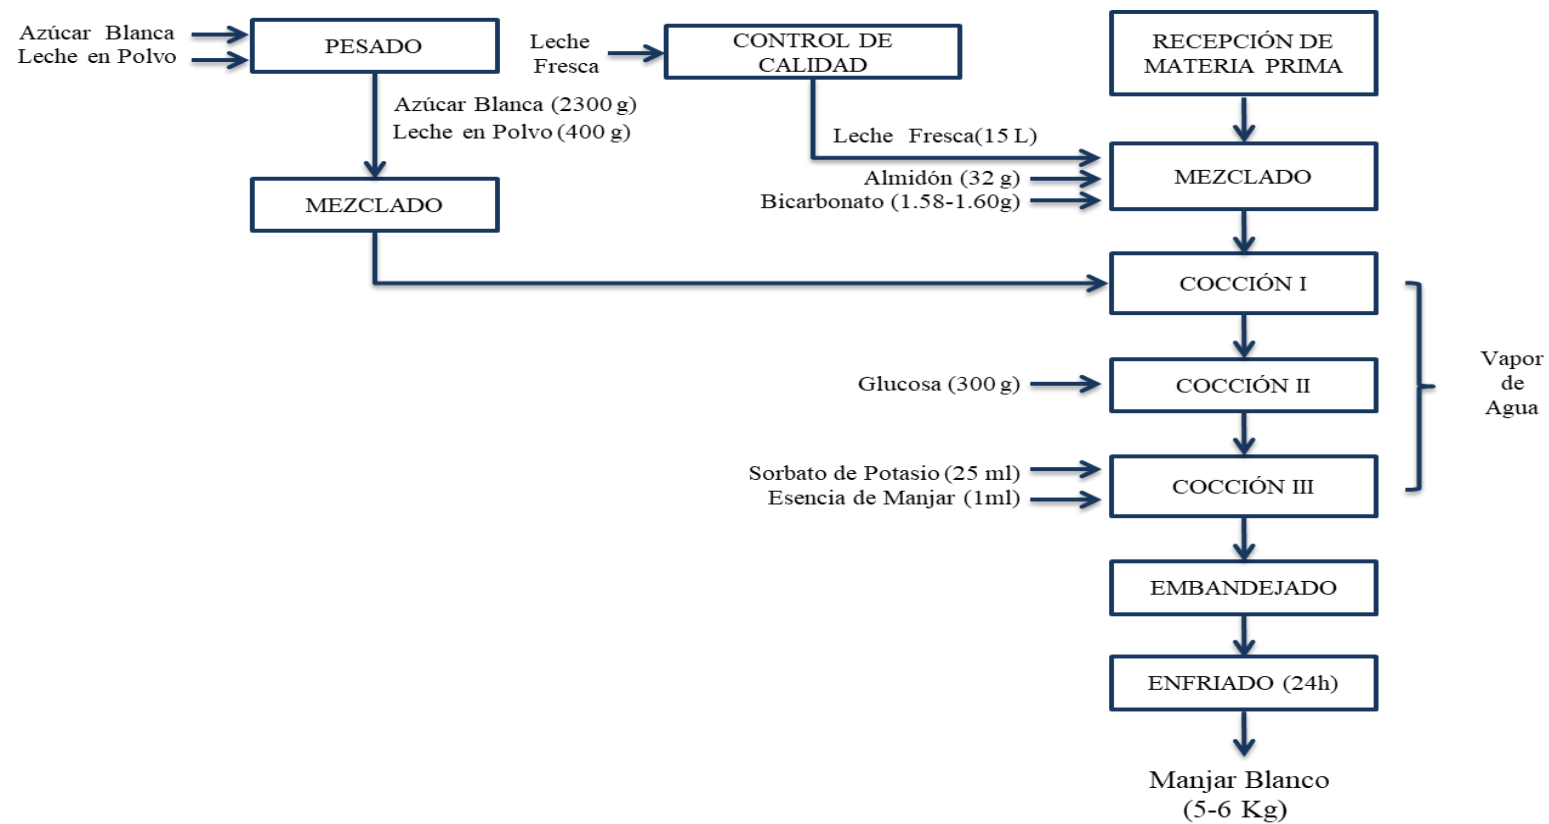 Azúcar Blanca
Leche en Polvo
PESADO
Azúcar Blanca (2300 g)
Leche en Polvo (400 g)
MEZCLADO
Leche
Fresca
CONTROL DE
CALIDAD
Leche Fresca(15 L)
Almidón (32 g)
Bicarbonato (1.58-1.60g)
RECEPCIÓN DE
MATERIA PRIMA
MEZCLADO
COCCIÓN I
Glucosa (300 g)
COCCIÓN II
Sorbato de Potasio (25 ml)
Esencia de Manjar (1ml)
COCCIÓN III
Vapor
de
Agua
EMBANDEJADO
ENFRIADO (24h)
Manjar Blanco
(5-6 Kg)